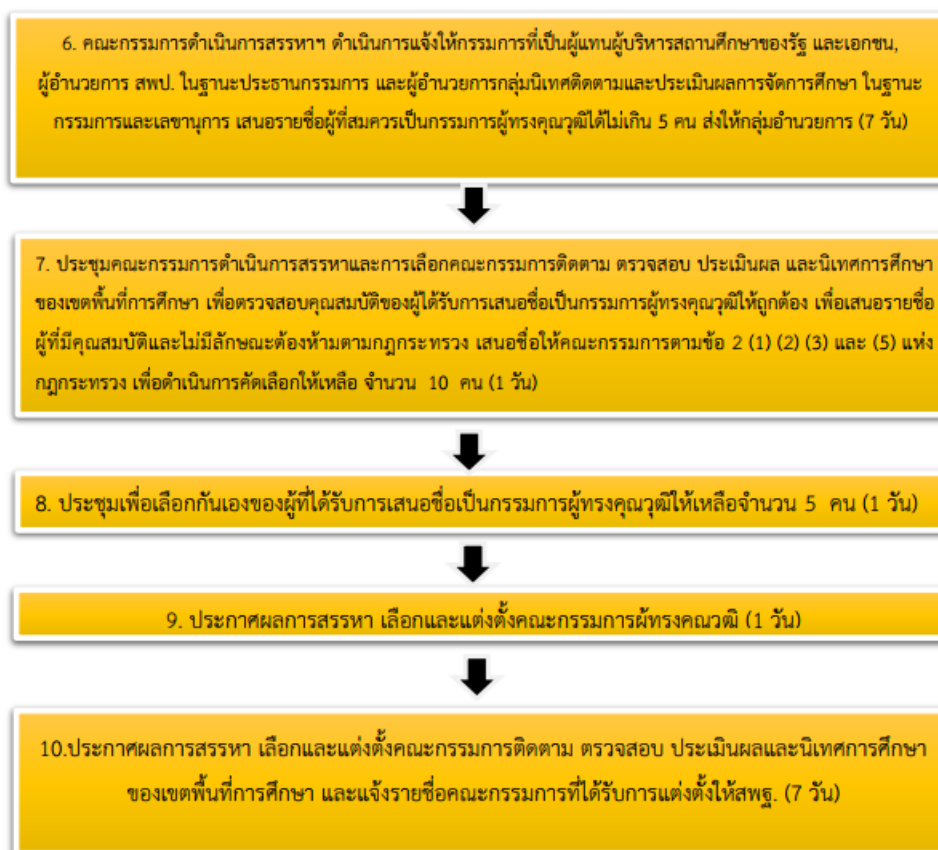 6. คณะกรรมการดำเนินการสรรหาฯ ดำเนินการแจ้งให้กรรมการที่เป็นผู้แทนผู้บริหารสถานศึกษาของรัฐ และเอกชน,
ผู้อำนวยการ สพป. ในฐานะประธานกรรมการ และผู้อำนวยการกลุ่มนิเทศติดตามและประเมินผลการจัดการศึกษา ในฐานะ
กรรมการและเลขานุการ เสนอรายชื่อผู้ที่สมควรเป็นกรรมการผู้ทรงคุณวุฒิได้ไม่เกิน 5 คน ส่งให้กลุ่มอำนวยการ (7 วัน)
7. ประชุมคณะกรรมการดำเนินการสรรหาและการเลือกคณะกรรมการติดตาม ตรวจสอบ ประเมินผล และนิเทศการศึกษา
ของเขตพื้นที่การศึกษา เพื่อตรวจสอบคุณสมบัติของผู้ได้รับการเสนอชื่อเป็นกรรมการผู้ทรงคุณวุฒิให้ถูกต้อง เพื่อเสนอรายชื่อ
ผู้ที่มีคุณสมบัติและไม่มีลักษณะต้องห้ามตามกฎกระทรวง เสนอชื่อให้คณะกรรมการตามข้อ 2 (1) (2) (3) และ (5) แห่ง
กฎกระทรวง เพื่อดำเนินการคัดเลือกให้เหลือ จำนวน 10 คน (1 วัน)
8. ประชุมเพื่อเลือกกันเองของผู้ที่ได้รับการเสนอชื่อเป็นกรรมการผู้ทรงคุณวุฒิให้เหลือจำนวน 5 คน (1 วัน)
9. ประกาศผลการสรรหา เลือกและแต่งตั้งคณะกรรมการผู้ทรงคุณวุฒิ (1 วัน)
10.ประกาศผลการสรรหา เลือกและแต่งตั้งคณะกรรมการติดตาม ตรวจสอบ ประเมินผลและนิเทศการศึกษา
ของเขตพื้นที่การศึกษา และแจ้งรายชื่อคณะกรรมการที่ได้รับการแต่งตั้งให้สพฐ. (7 วัน)